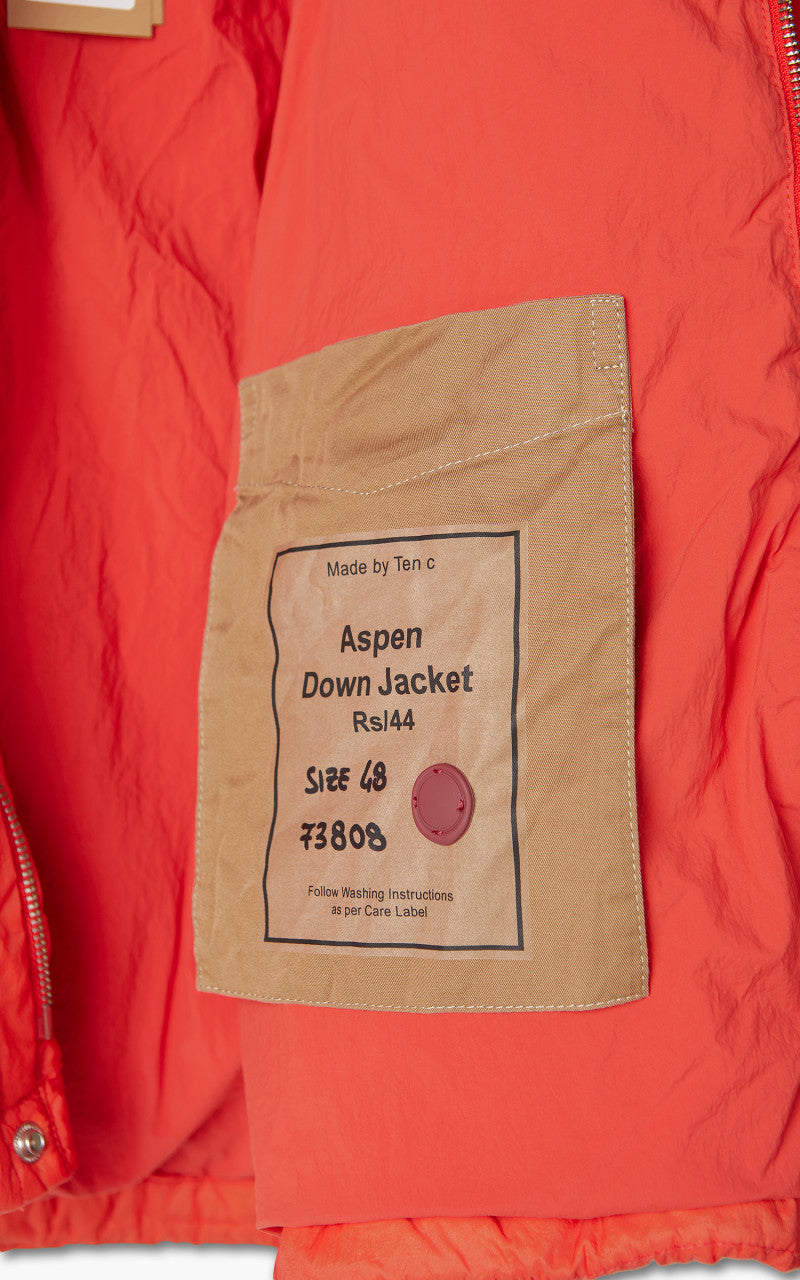 Made by Ten c
Aspen
Down Jacket
Rsl44
SIZE 48
73808
Follow Washing Instructions
as per Care Label